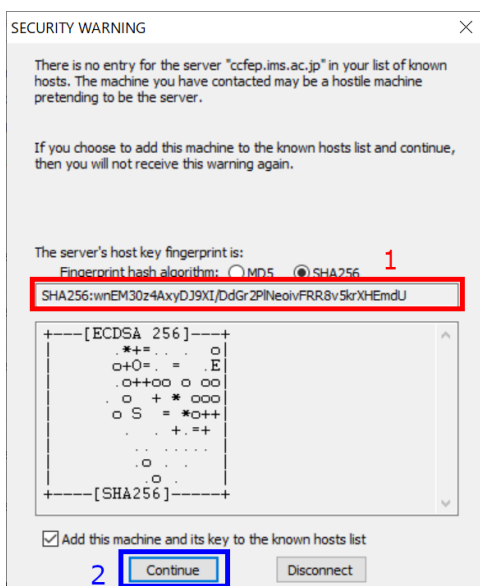 SECURITY WARNING
There is no entry for the server "ccfep.ims.ac.jp" in your list of known
hosts. The machine you have contacted may be a hostile machine
pretending to be the server.
If you choose to add this machine to the known hosts list and continue,
then you will not receive this warning again.
The server's host key fingerprint is:
1
Fingerprint hash algorithm: MD5 SHA256
SHA256:wnEM30z4AxyDJ9XI/DdGr2PlNeoivFRR8v5krXHEmdU
+---[ECDSA 256]---+
|      .*+=.. .  o|
|     o+O=. =  .E|
|      .o++oo o oo|
|     . o  + * ooo|
|      o S  = *o++|
|       .  . +.=+ |
|        .. ..... |
|        .o . .   |
|         .o .    |
+----[SHA256]-----+
Add this machine and its key to the known hosts list
2 Continue Disconnect